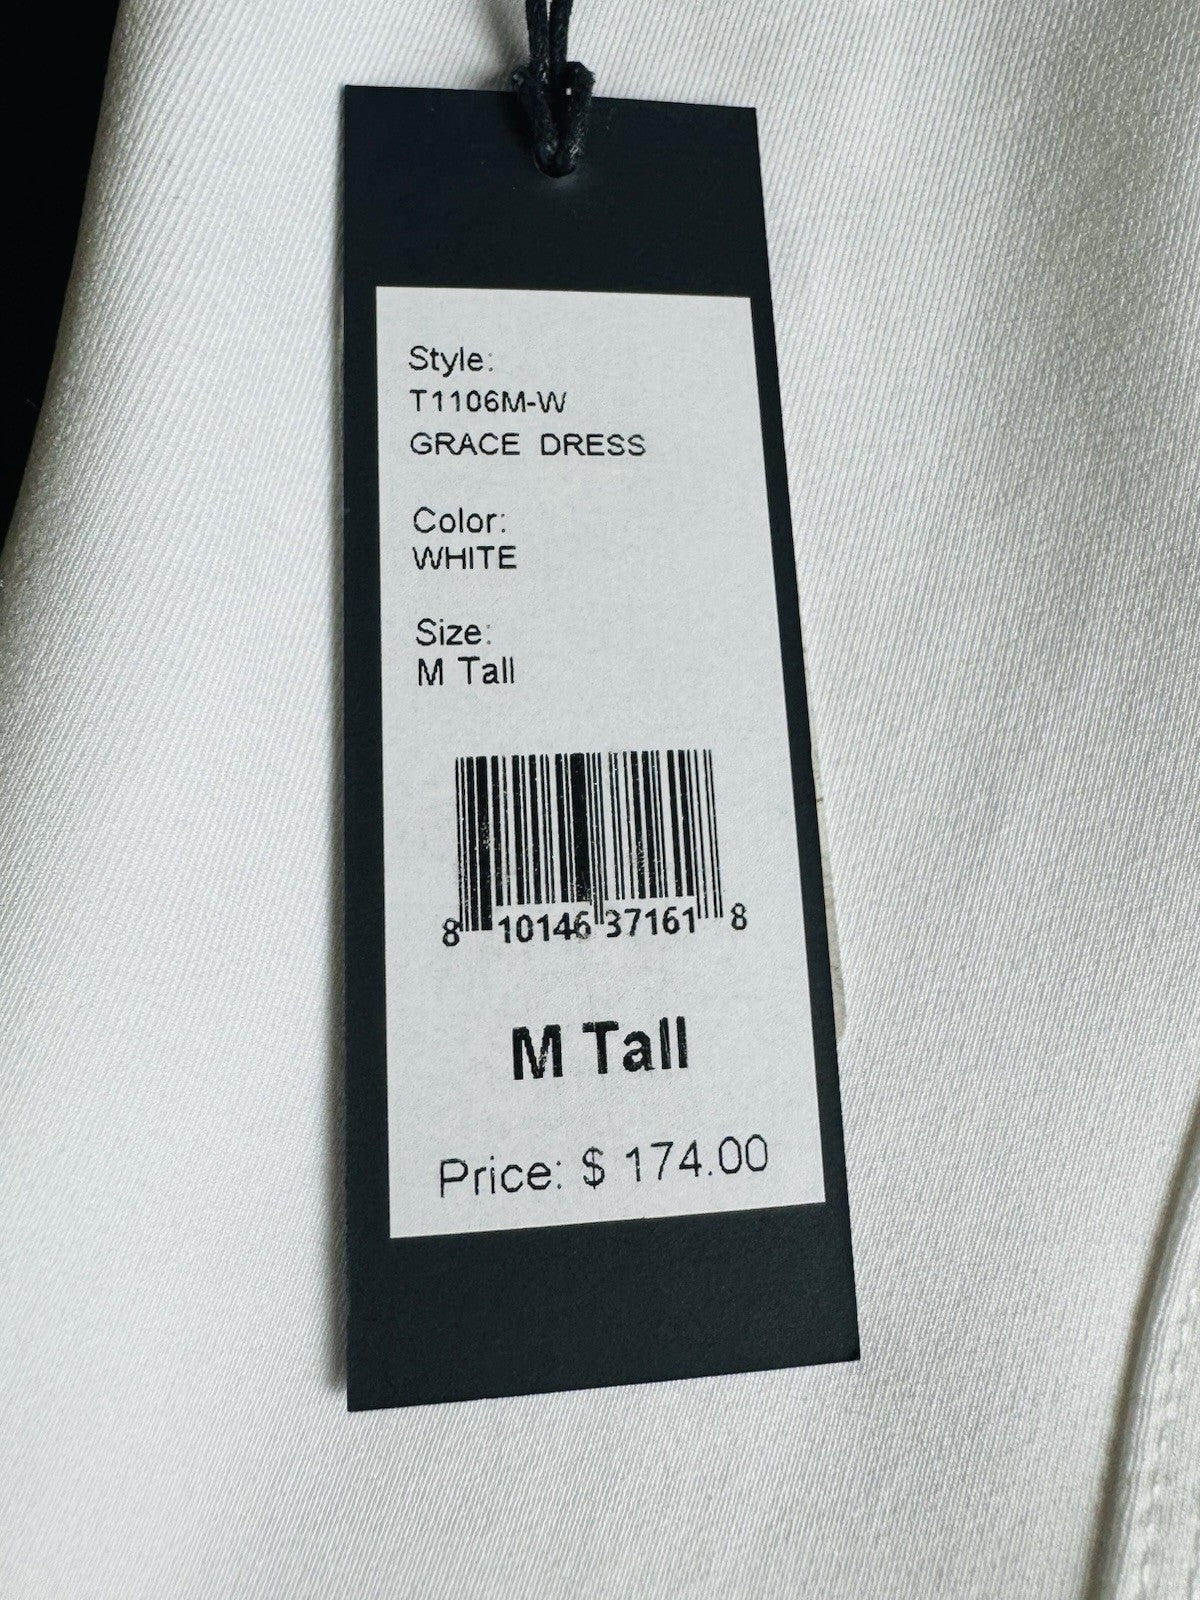 Style:
T1106M-W
GRACE DRESS
Color:
WHITE
Size:
M Tall
8 10146 37161 8
M Tall
Price: $ 174.00